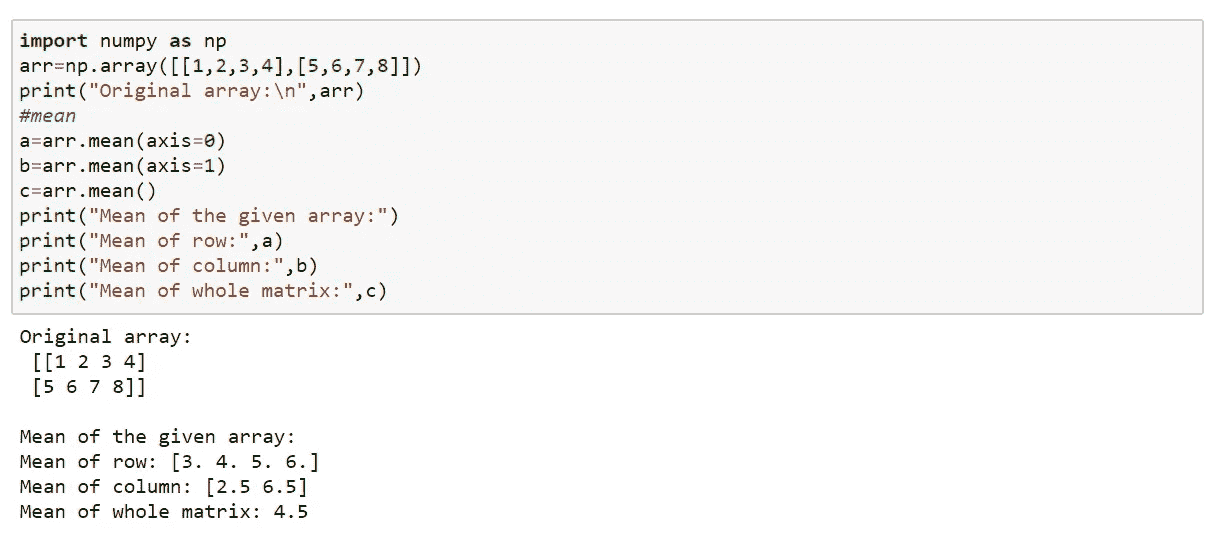 import numpy as np
arr=np.array([[1,2,3,4],[5,6,7,8]])
print("Original array:\n",arr)
#mean
a=arr.mean(axis=0)
b=arr.mean(axis=1)
c=arr.mean()
print("Mean of the given array:")
print("Mean of row:",a)
print("Mean of column:",b)
print("Mean of whole matrix:",c)
Original array:
 [[1 2 3 4]
 [5 6 7 8]]
Mean of the given array:
Mean of row: [3. 4. 5. 6.]
Mean of column: [2.5 6.5]
Mean of whole matrix: 4.5